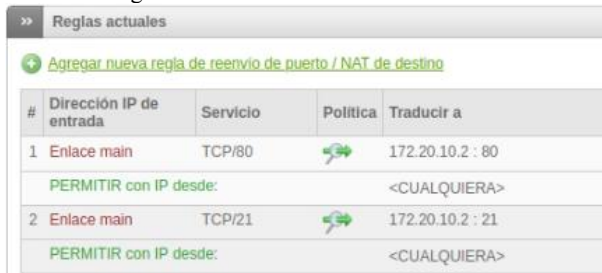 Reglas actuales
Agregar nueva regla de reenvio de puerto / NAT de destino
# Dirección IP de entrada Servicio Política Traducir a
1 Enlace main TCP/80 172.20.10.2 : 80
PERMITIR con IP desde: <CUALQUIERA>
2 Enlace main TCP/21 172.20.10.2 : 21
PERMITIR con IP desde: <CUALQUIERA>